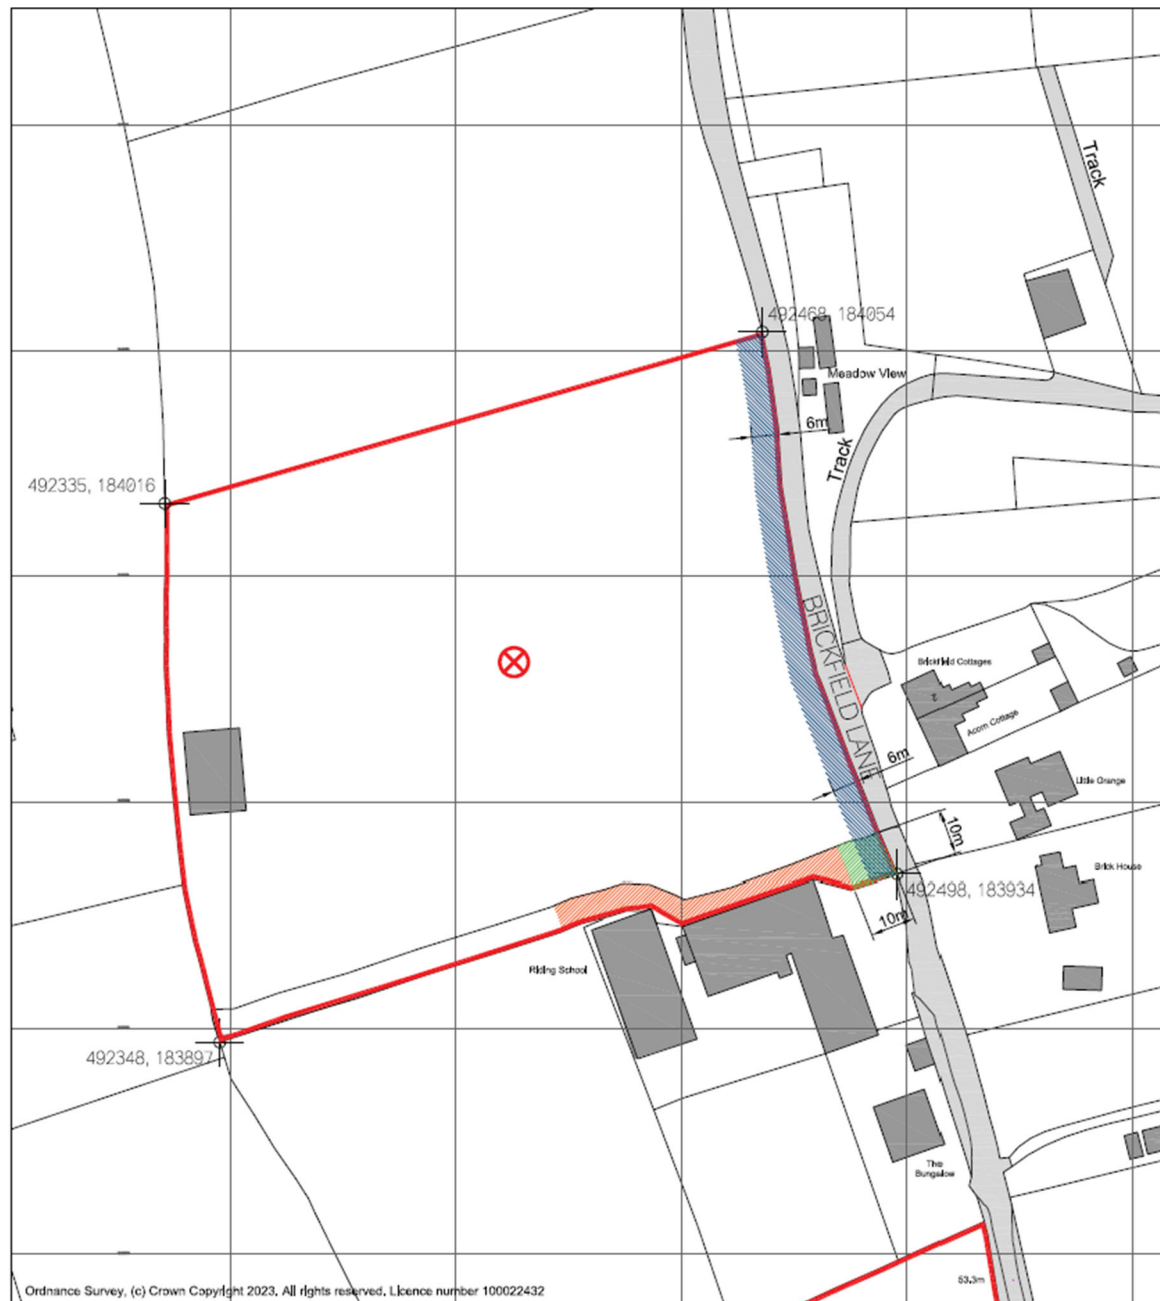 Track
492468, 184054
Meadow View
6m
Track
492335, 184016
BRICKFIELD LANE
Brickfield Cottages
2
Acorn Cottage
6m
Little Grange
10m
Brick House
492498, 183934
10m
Riding School
492348, 183897
The
Bungalow
53.3m
Ordnance Survey, (c) Crown Copyright 2023. All rights reserved. Licence number 100022432